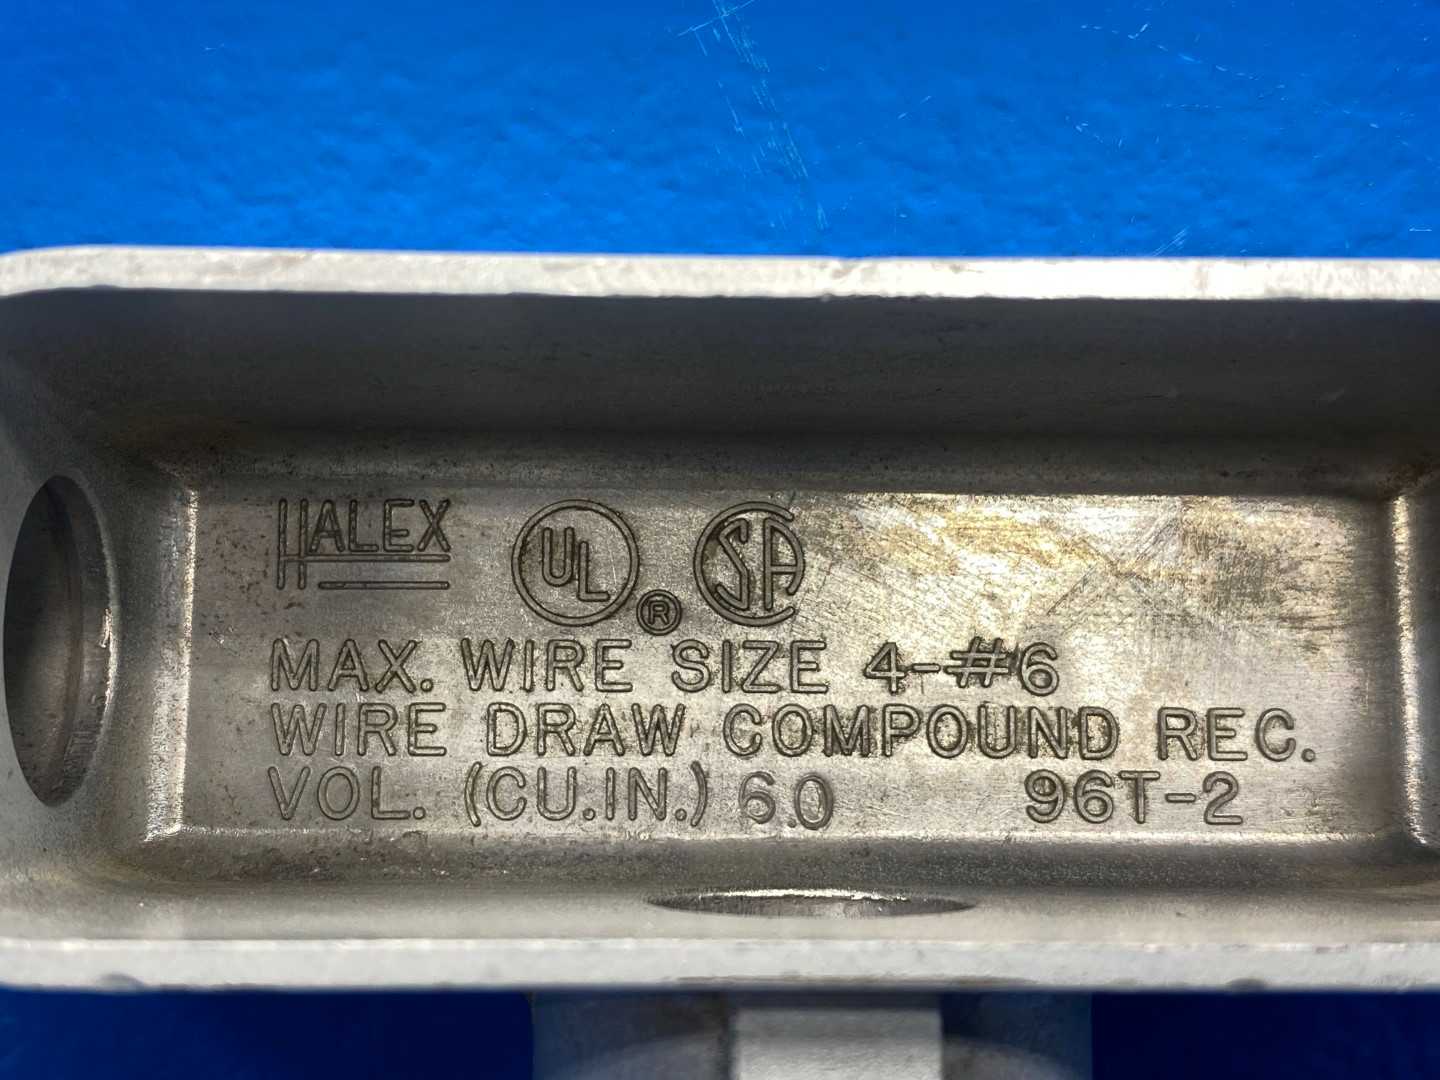 HALEX UL ® SA
MAX. WIRE SIZE 4-#6
WIRE DRAW COMPOUND REC.
VOL. (CU.IN.) 6.0 96T-2